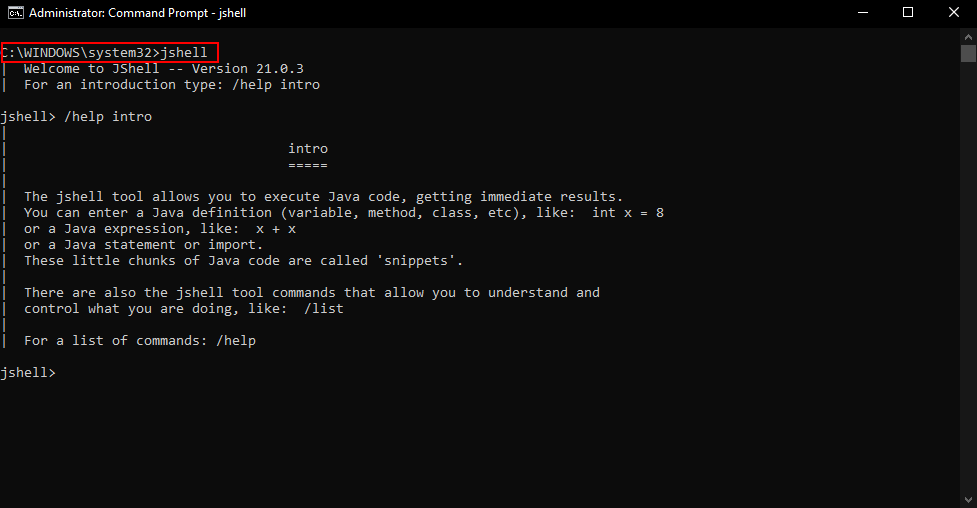 Administrator: Command Prompt - jshell
C:\WINDOWS\system32>jshell
|  Welcome to JShell -- Version 21.0.3
|  For an introduction type: /help intro
jshell> /help intro
|
|                                   intro
|                                   =====
|
|  The jshell tool allows you to execute Java code, getting immediate results.
|  You can enter a Java definition (variable, method, class, etc), like:  int x = 8
|  or a Java expression, like:  x + x
|  or a Java statement or import.
|  These little chunks of Java code are called 'snippets'.
|
|  There are also the jshell tool commands that allow you to understand and
|  control what you are doing, like:  /list
|
|  For a list of commands: /help
jshell>